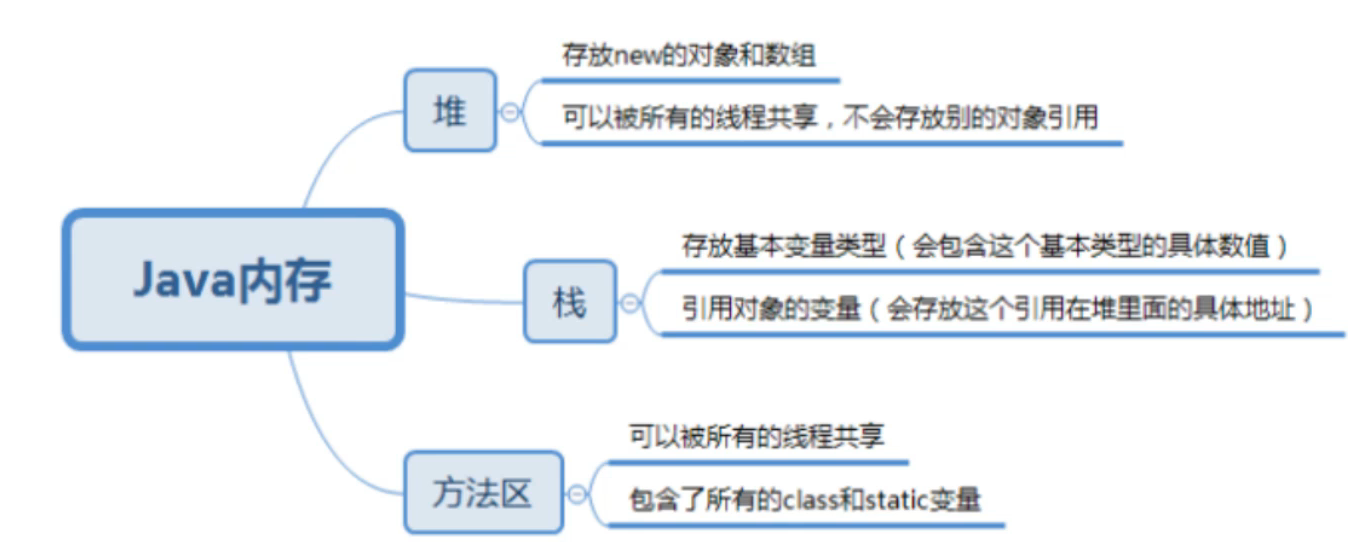 堆
存放new的对象和数组
可以被所有的线程共享，不会存放别的对象引用
Java内存
栈
存放基本变量类型（会包含这个基本类型的具体数值）
引用对象的变量（会存放这个引用在堆里面的具体地址）
方法区
可以被所有的线程共享
包含了所有的class和static变量